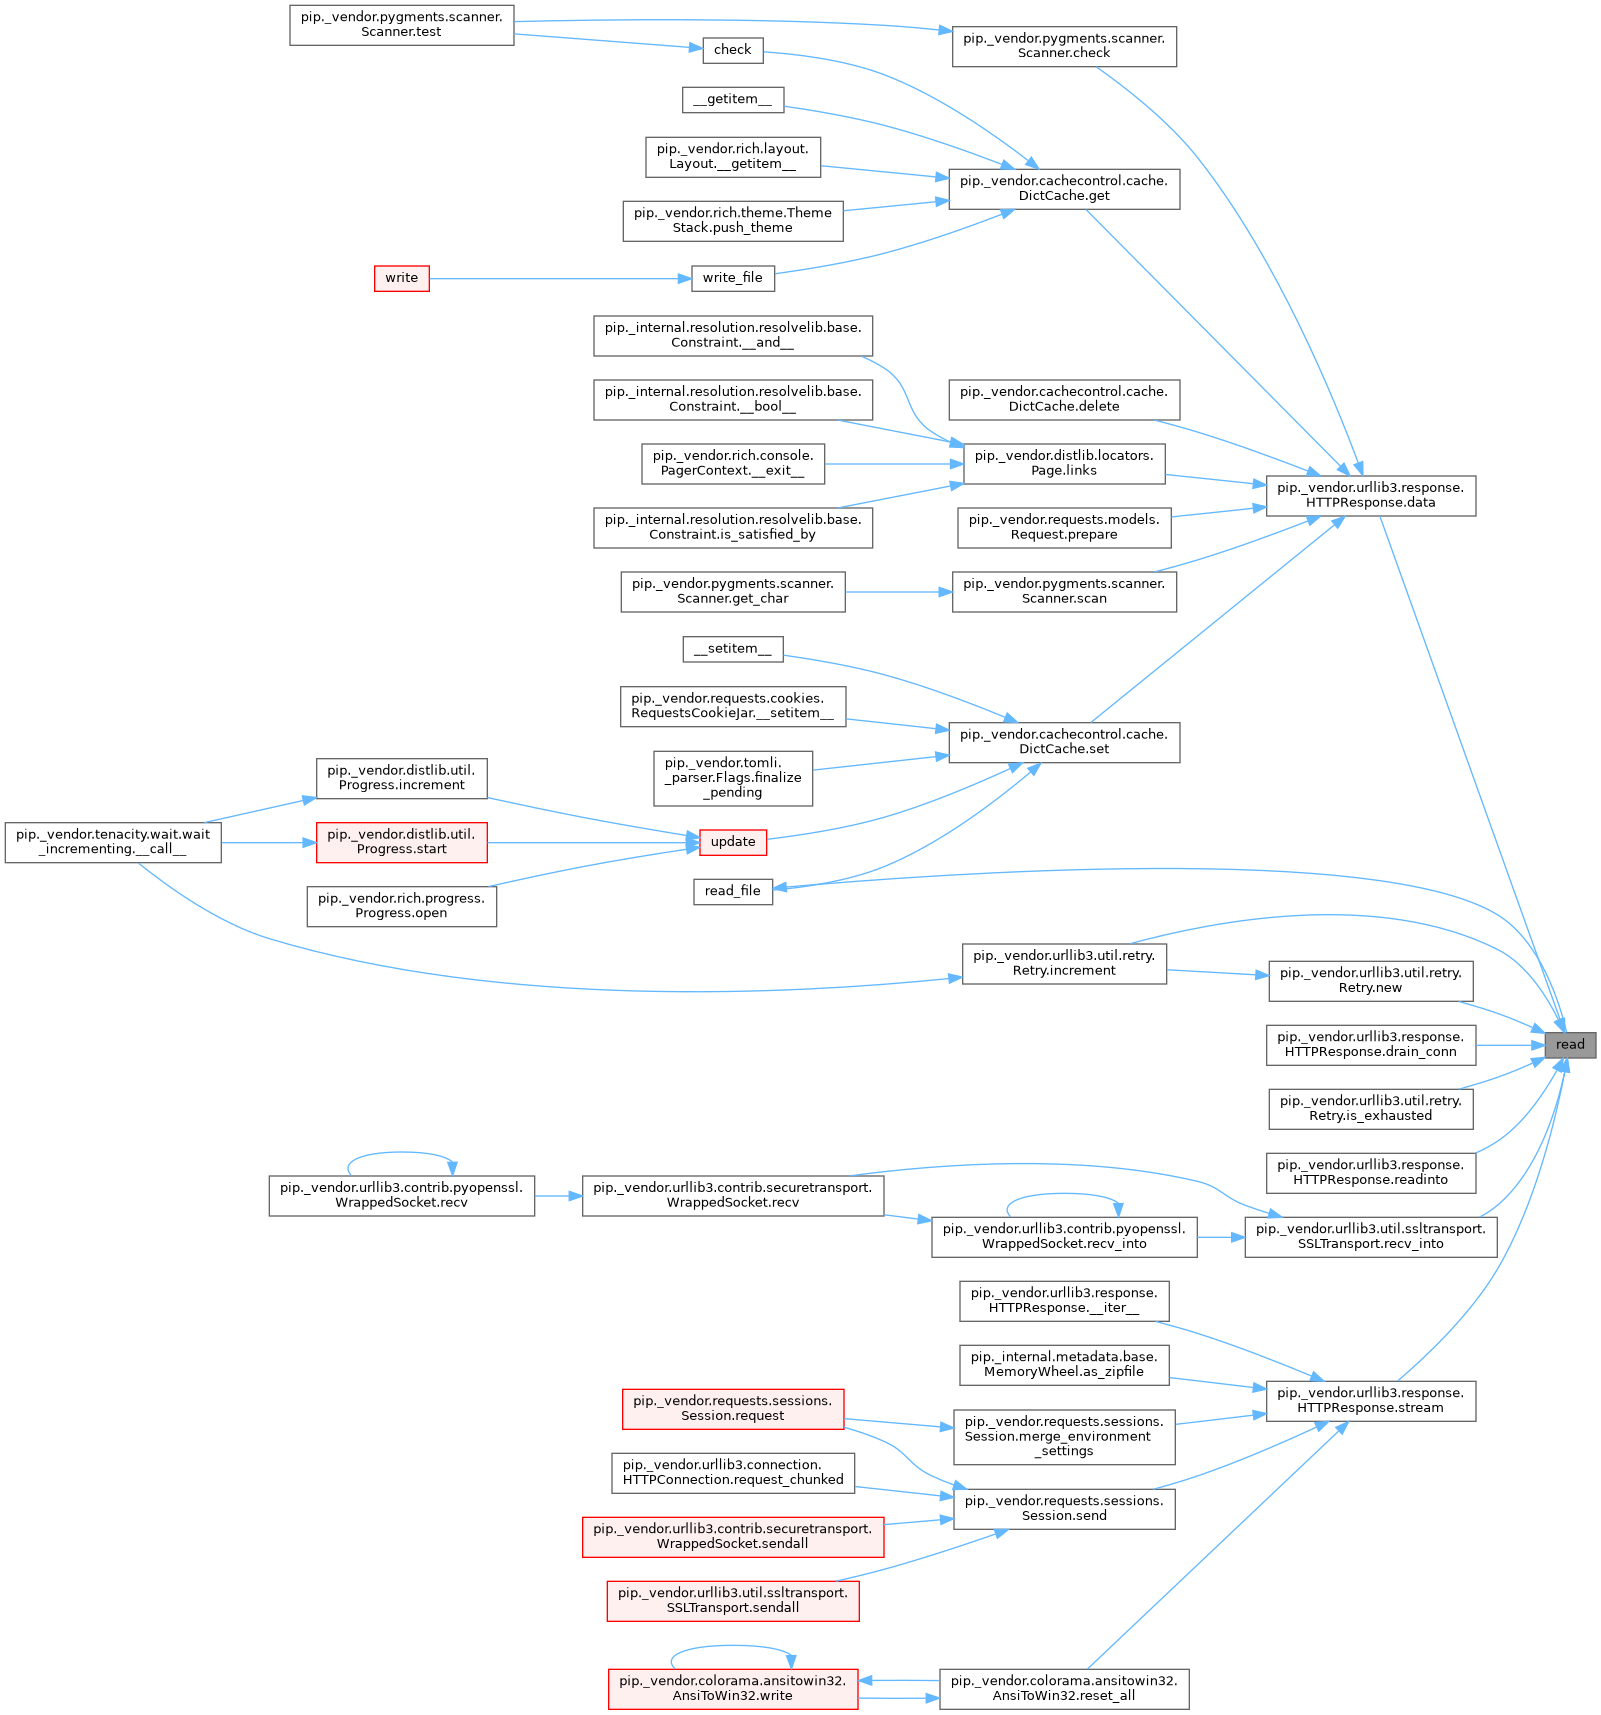 pip._vendor.pygments.scanner.
Scanner.test
pip._vendor.pygments.scanner.
Scanner.check
check
__getitem__
pip._vendor.rich.layout.
Layout.__getitem__
pip._vendor.cachecontrol.cache.
DictCache.get
pip._vendor.rich.theme.Theme
Stack.push_theme
write
write_file
pip._internal.resolution.resolvelib.base.
Constraint.__and__
pip._internal.resolution.resolvelib.base.
Constraint.__bool__
pip._vendor.cachecontrol.cache.
DictCache.delete
pip._vendor.rich.console.
PagerContext.__exit__
pip._vendor.distlib.locators.
Page.links
pip._vendor.urllib3.response.
HTTPResponse.data
pip._internal.resolution.resolvelib.base.
Constraint.is_satisfied_by
pip._vendor.requests.models.
Request.prepare
pip._vendor.pygments.scanner.
Scanner.get_char
pip._vendor.pygments.scanner.
Scanner.scan
__setitem__
pip._vendor.requests.cookies.
RequestsCookieJar.__setitem__
pip._vendor.cachecontrol.cache.
DictCache.set
pip._vendor.tomli.
_parser.Flags.finalize
_pending
pip._vendor.distlib.util.
Progress.increment
pip._vendor.tenacity.wait.wait
_incrementing.__call__
pip._vendor.distlib.util.
Progress.start
update
pip._vendor.rich.progress.
Progress.open
read_file
pip._vendor.urllib3.util.retry.
Retry.increment
pip._vendor.urllib3.util.retry.
Retry.new
pip._vendor.urllib3.response.
HTTPResponse.drain_conn
read
pip._vendor.urllib3.util.retry.
Retry.is_exhausted
pip._vendor.urllib3.response.
HTTPResponse.readinto
pip._vendor.urllib3.contrib.pyopenssl.
WrappedSocket.recv
pip._vendor.urllib3.contrib.securetransport.
WrappedSocket.recv
pip._vendor.urllib3.contrib.pyopenssl.
WrappedSocket.recv_into
pip._vendor.urllib3.util.ssltransport.
SSLTransport.recv_into
pip._vendor.urllib3.response.
HTTPResponse.__iter__
pip._internal.metadata.base.
MemoryWheel.as_zipfile
pip._vendor.urllib3.response.
HTTPResponse.stream
pip._vendor.requests.sessions.
Session.request
pip._vendor.requests.sessions.
Session.merge_environment
_settings
pip._vendor.urllib3.connection.
HTTPConnection.request_chunked
pip._vendor.requests.sessions.
Session.send
pip._vendor.urllib3.contrib.securetransport.
WrappedSocket.sendall
pip._vendor.urllib3.util.ssltransport.
SSLTransport.sendall
pip._vendor.colorama.ansitowin32.
AnsiToWin32.write
pip._vendor.colorama.ansitowin32.
AnsiToWin32.reset_all